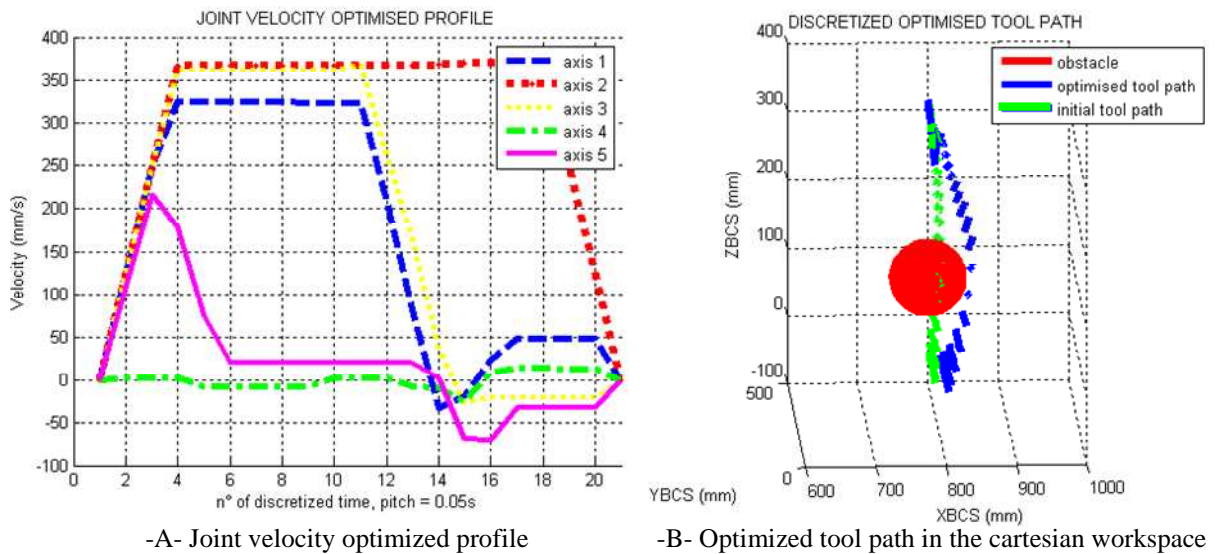 JOINT VELOCITY OPTIMISED PROFILE
400
350
300
250
200
150
100
50
0
-50
-100
Velocity (mm/s)
axis 1
axis 2
axis 3
axis 4
axis 5
0 2 4 6 8 10 12 14 16 18 20
n° of discretized time, pitch = 0.05s
-A- Joint velocity optimized profile
DISCRETIZED OPTIMISED TOOL PATH
400
300
200
100
0
-100
ZBCS (mm)
obstacle
optimised tool path
initial tool path
500
0
YBCS (mm)
600 700 800 900 1000
XBCS (mm)
-B- Optimized tool path in the cartesian workspace